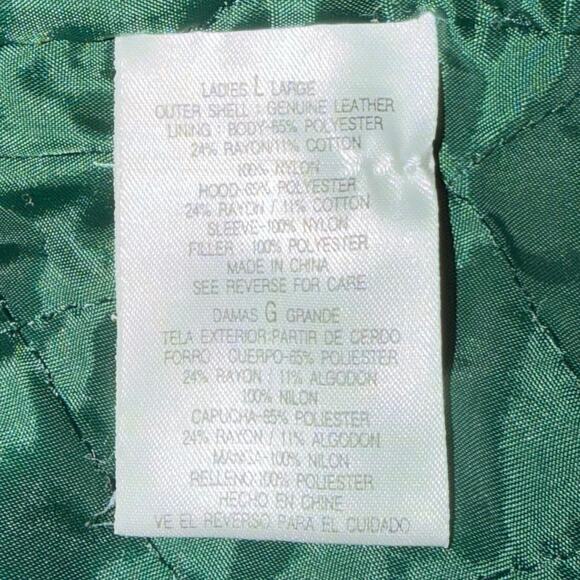 LADIES L LARGE
OUTER SHELL : GENUINE LEATHER
LINING : BODY-65% POLYESTER
24% RAYON/11% COTTON
100% NYLON
HOOD-65% POLYESTER
24% RAYON / 11% COTTON
SLEEVE-100% NYLON
FILLER : 100% POLYESTER
MADE IN CHINA
SEE REVERSE FOR CARE
DAMAS G GRANDE
TELA EXTERIOR:PARTIR DE CERDO
FORRO : CUERPO-65% POLIESTER
24% RAYON / 11% ALGODON
100% NILON
CAPUCHA-65% POLIESTER
24% RAYON / 11% ALGODON
MANGA-100% NILON
RELLENO:100% POLIESTER
HECHO EN CHINE
VE EL REVERSO PARA EL CUIDADO